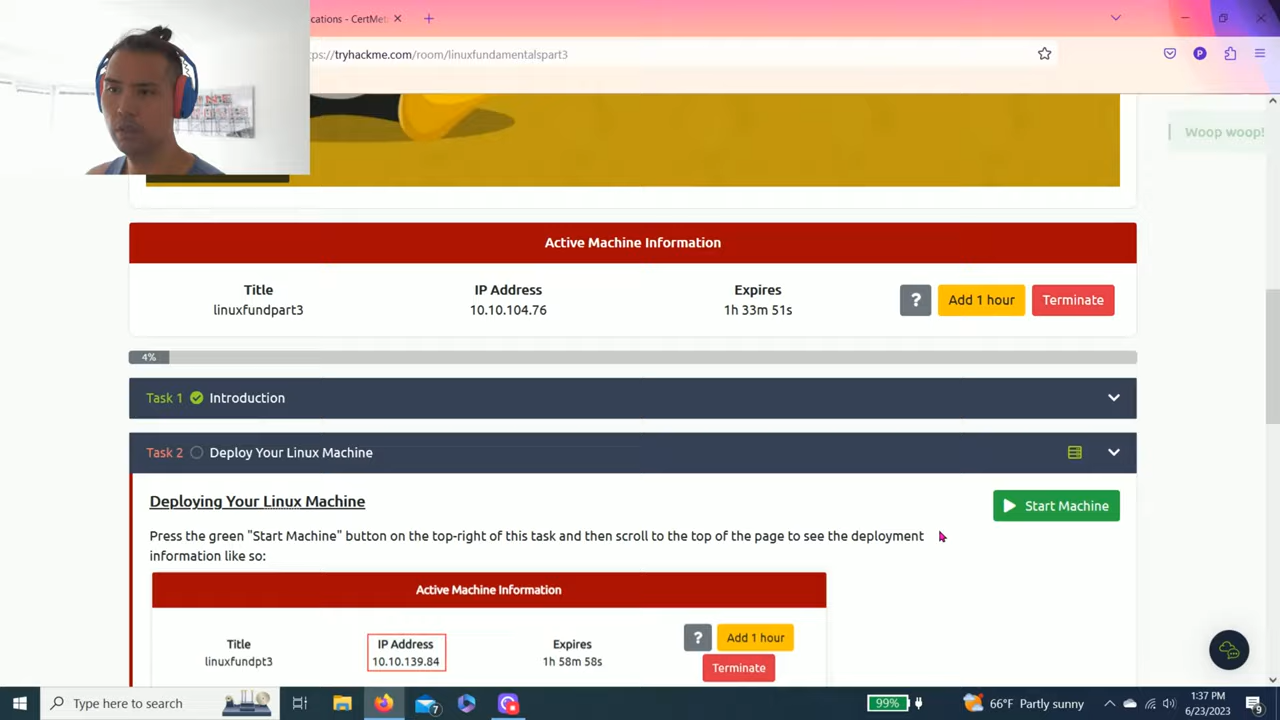 ications - CertMet
tps://tryhackme.com/room/linuxfundamentalspart3
Woop woop!
Active Machine Information
Title
IP Address
Expires
linuxfundpart3
10.10.104.76
1h 33m 51s
?
Add 1 hour
Terminate
4%
Task 1 Introduction
Task 2 Deploy Your Linux Machine
Deploying Your Linux Machine
Start Machine
Press the green "Start Machine" button on the top-right of this task and then scroll to the top of the page to see the deployment
information like so:
Active Machine Information
Title
IP Address
Expires
linuxfundpt3
10.10.139.84
1h 58m 58s
?
Add 1 hour
Terminate
Type here to search
7
99%
66°F Partly sunny
1:37 PM
6/23/2023
9